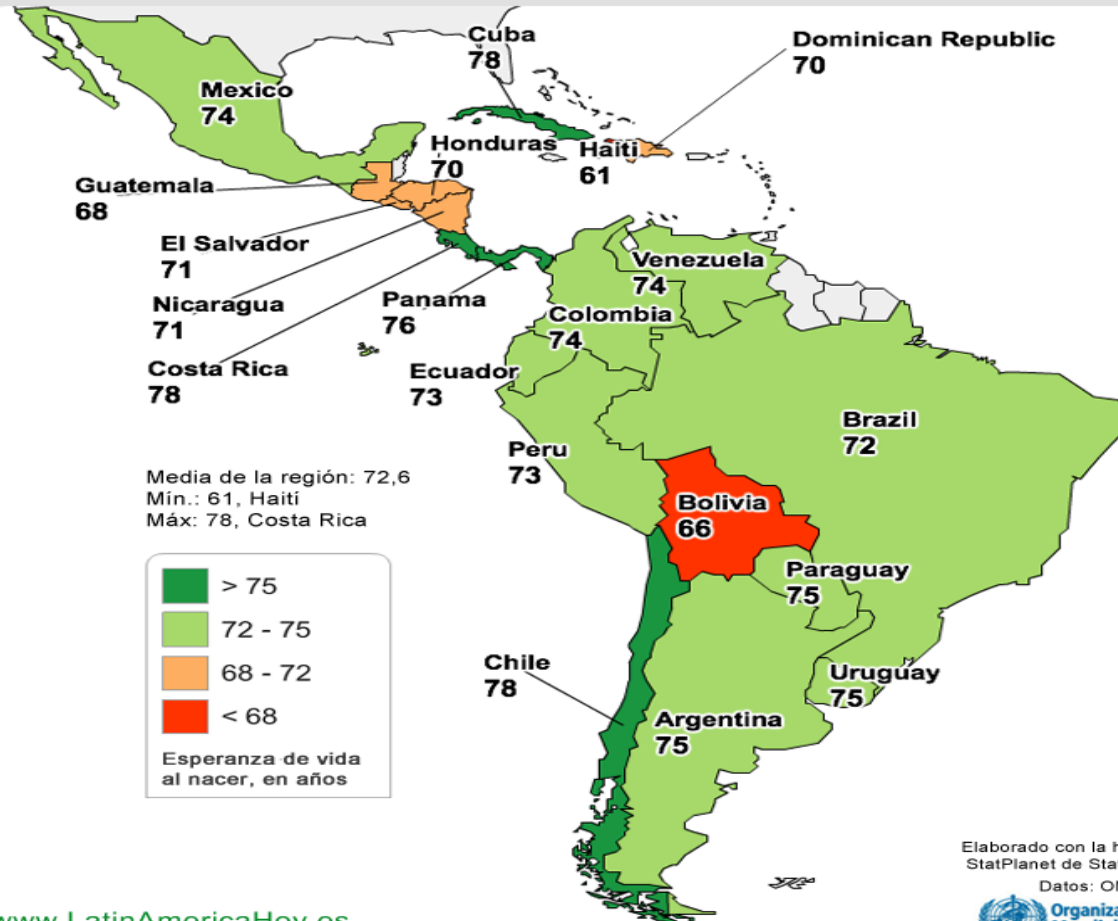 Cuba
78
Dominican Republic
70
Mexico
74
Honduras
70
Haiti
61
Guatemala
68
El Salvador
71
Nicaragua
71
Costa Rica
78
Panama
76
Venezuela
74
Colombia
74
Ecuador
73
Peru
73
Brazil
72
Bolivia
66
Paraguay
75
Chile
78
Uruguay
75
Argentina
75
Media de la región: 72,6
Mín.: 61, Haití
Máx: 78, Costa Rica
> 75
72 - 75
68 - 72
< 68
Esperanza de vida
al nacer, en años
Elaborado con la
StatPlanet de
Datos:
www.LatinAmericaHoy.es